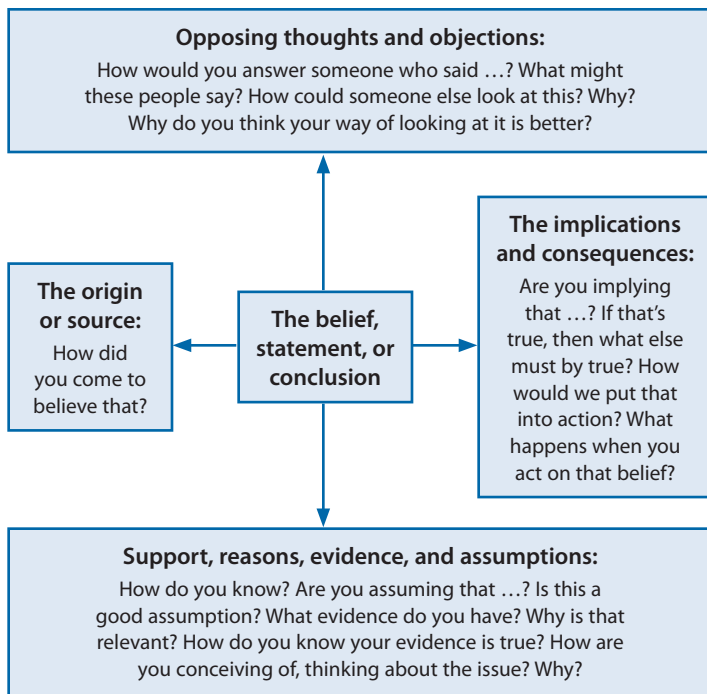 Opposing thoughts and objections:
How would you answer someone who said …? What might
these people say? How could someone else look at this? Why?
Why do you think your way of looking at it is better?
The origin
or source:
How did
you come to
believe that?
The belief,
statement, or
conclusion
The implications
and consequences:
Are you implying
that …? If that’s
true, then what else
must by true? How
would we put that
into action? What
happens when you
act on that belief?
Support, reasons, evidence, and assumptions:
How do you know? Are you assuming that …? Is this a
good assumption? What evidence do you have? Why is that
relevant? How do you know your evidence is true? How are
you conceiving of, thinking about the issue? Why?